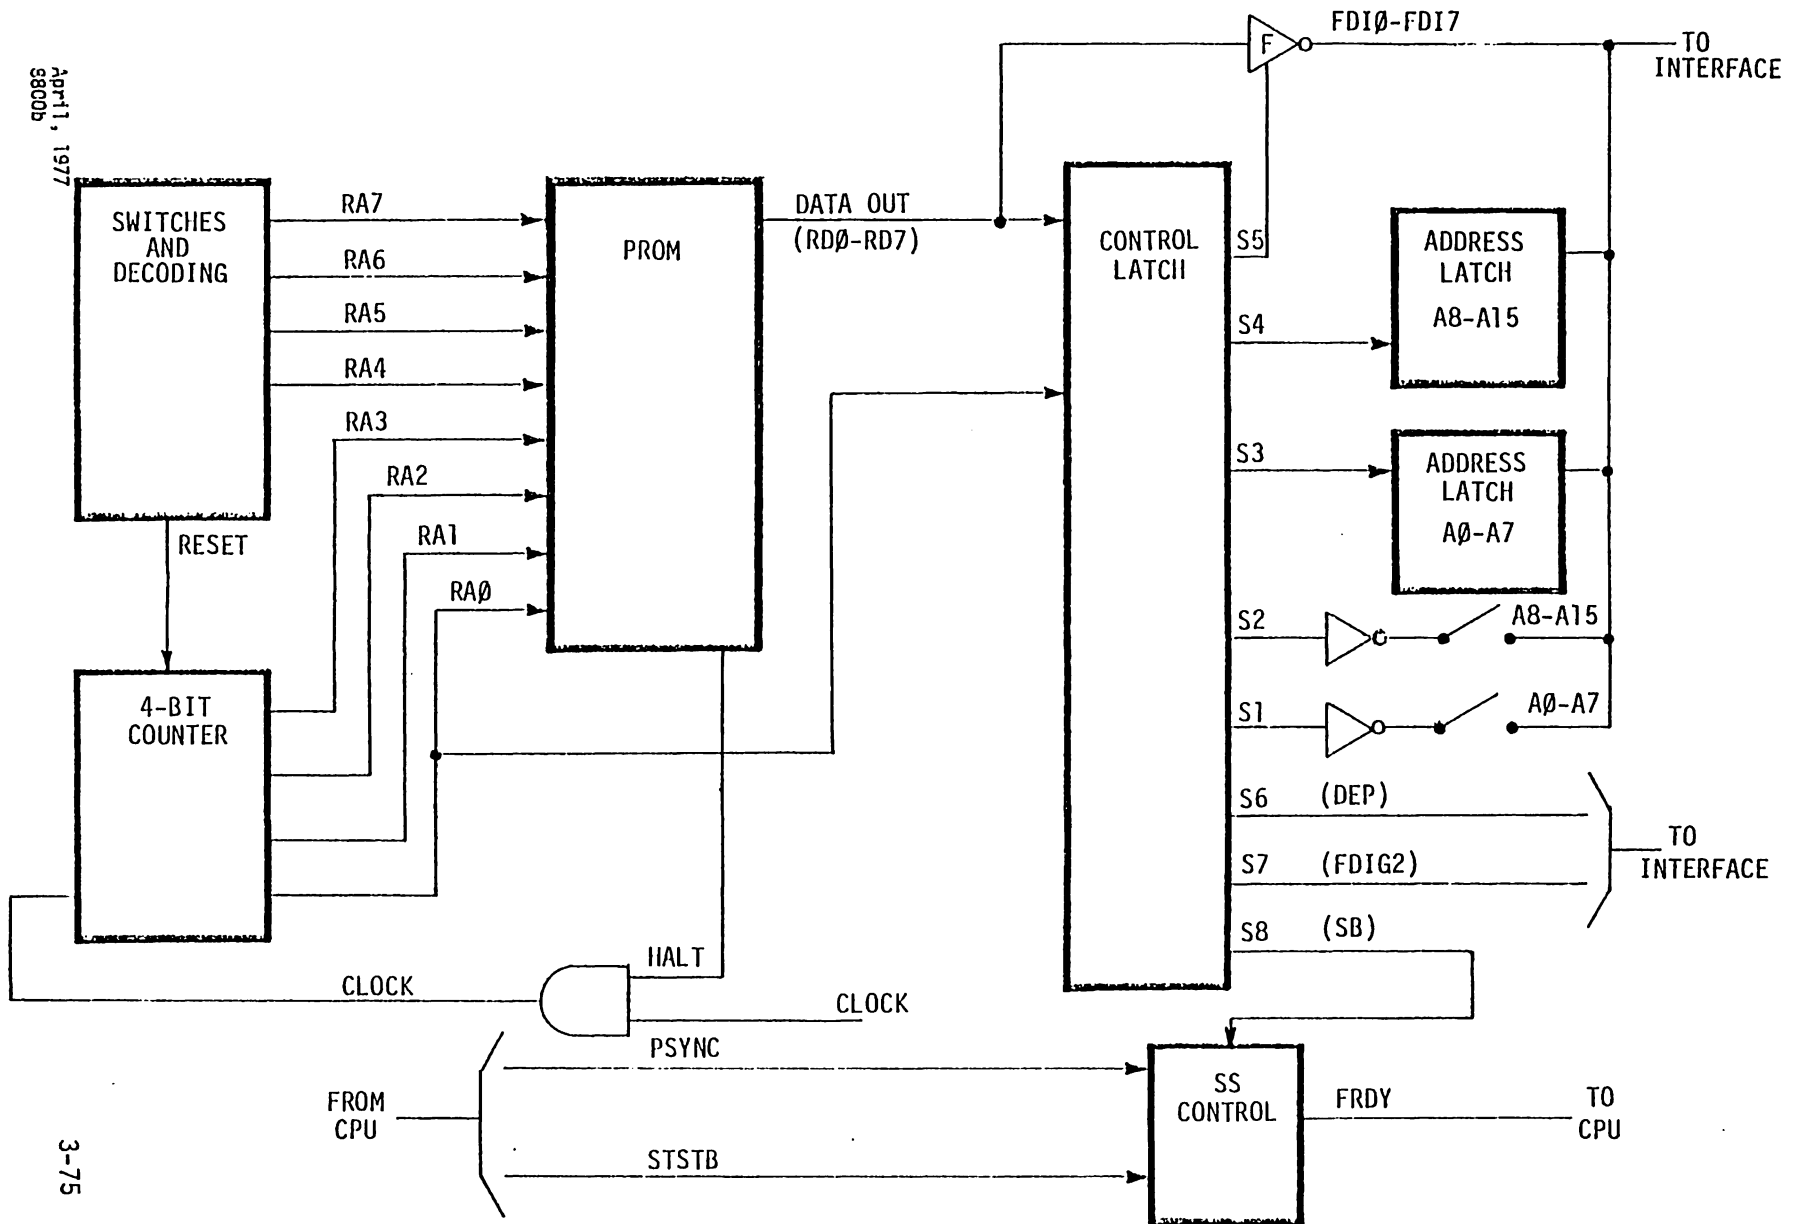 April, 1977
8800b
FDIØ-FDI7
TO
INTERFACE
SWITCHES
AND
DECODING
RA7
RA6
RA5
RA4
RA3
RA2
RA1
RAØ
RESET
4-BIT
COUNTER
PROM
DATA OUT
(RDØ-RD7)
CONTROL
LATCH
S5
S4
S3
S2
S1
S6 (DEP)
S7 (FDIG2)
S8 (SB)
ADDRESS
LATCH
A8-A15
ADDRESS
LATCH
AØ-A7
A8-A15
AØ-A7
TO
INTERFACE
HALT
CLOCK
CLOCK
PSYNC
FROM
CPU
STSTB
SS
CONTROL
FRDY
TO
CPU
3-75